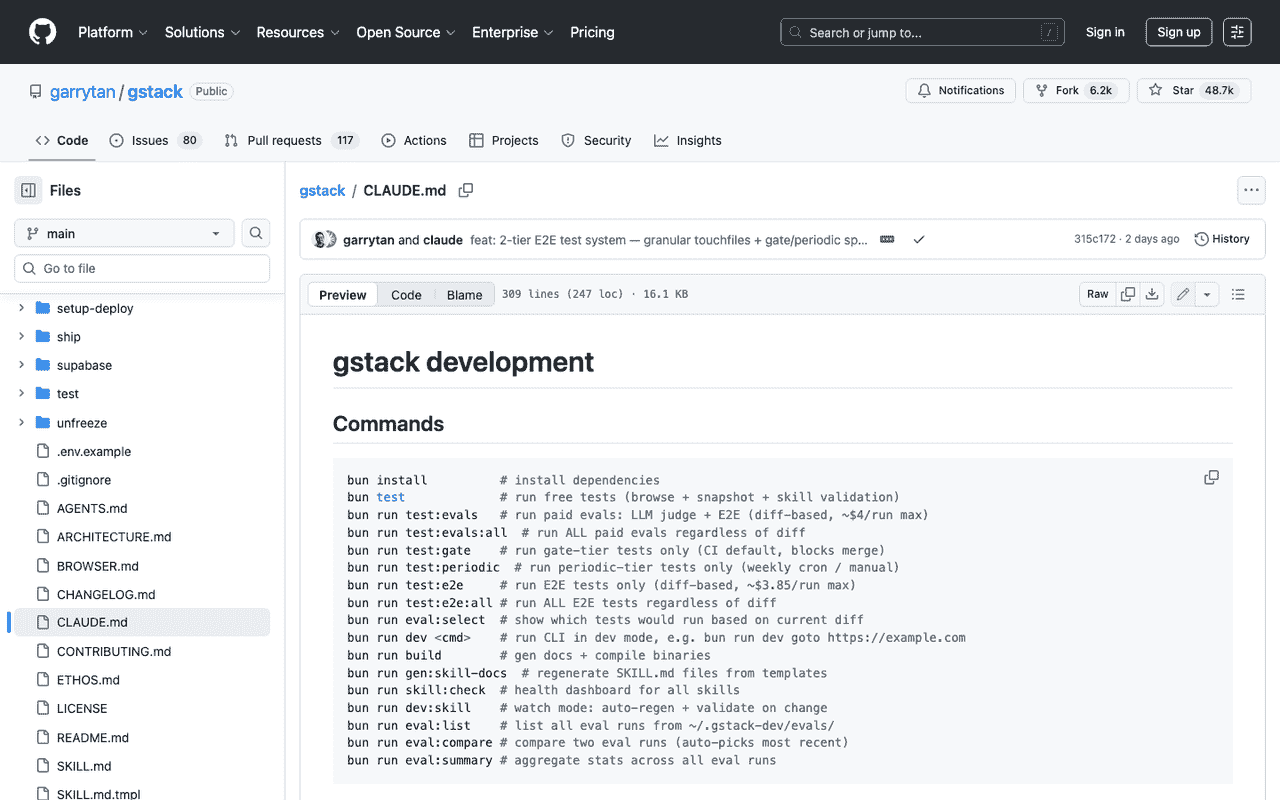 Platform Solutions Resources Open Source Enterprise Pricing Search or jump to... / Sign in Sign up
garrytan / gstack Public Notifications Fork 6.2k Star 48.7k
Code Issues 80 Pull requests 117 Actions Projects Security Insights
Files
main
Go to file
setup-deploy
ship
supabase
test
unfreeze
.env.example
.gitignore
AGENTS.md
ARCHITECTURE.md
BROWSER.md
CHANGELOG.md
CLAUDE.md
CONTRIBUTING.md
ETHOS.md
LICENSE
README.md
SKILL.md
SKILL.md.tmpl
gstack / CLAUDE.md
garrytan and claude feat: 2-tier E2E test system — granular touchfiles + gate/periodic sp... 315c172 · 2 days ago History
Preview Code Blame 309 lines (247 loc) · 16.1 KB Raw
gstack development
Commands
bun install # install dependencies
bun test # run free tests (browse + snapshot + skill validation)
bun run test:evals # run paid evals: LLM judge + E2E (diff-based, ~$4/run max)
bun run test:evals:all # run ALL paid evals regardless of diff
bun run test:gate # run gate-tier tests only (CI default, blocks merge)
bun run test:periodic # run periodic-tier tests only (weekly cron / manual)
bun run test:e2e # run E2E tests only (diff-based, ~$3.85/run max)
bun run test:e2e:all # run ALL E2E tests regardless of diff
bun run eval:select # show which tests would run based on current diff
bun run dev <cmd> # run CLI in dev mode, e.g. bun run dev goto https://example.com
bun run build # gen docs + compile binaries
bun run gen:skill-docs # regenerate SKILL.md files from templates
bun run skill:check # health dashboard for all skills
bun run dev:skill # watch mode: auto-regen + validate on change
bun run eval:list # list all eval runs from ~/.gstack-dev/evals/
bun run eval:compare # compare two eval runs (auto-picks most recent)
bun run eval:summary # aggregate stats across all eval runs